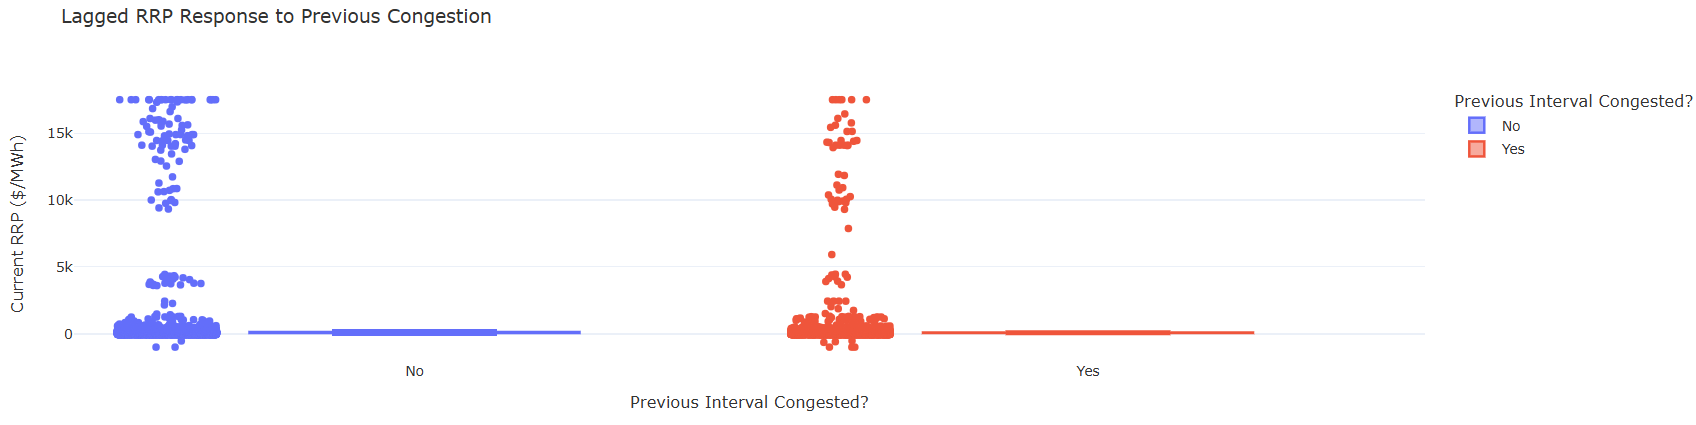 Lagged RRP Response to Previous Congestion
Current RRP ($/MWh)
15k
10k
5k
0
No
Yes
Previous Interval Congested?
Previous Interval Congested?
No
Yes